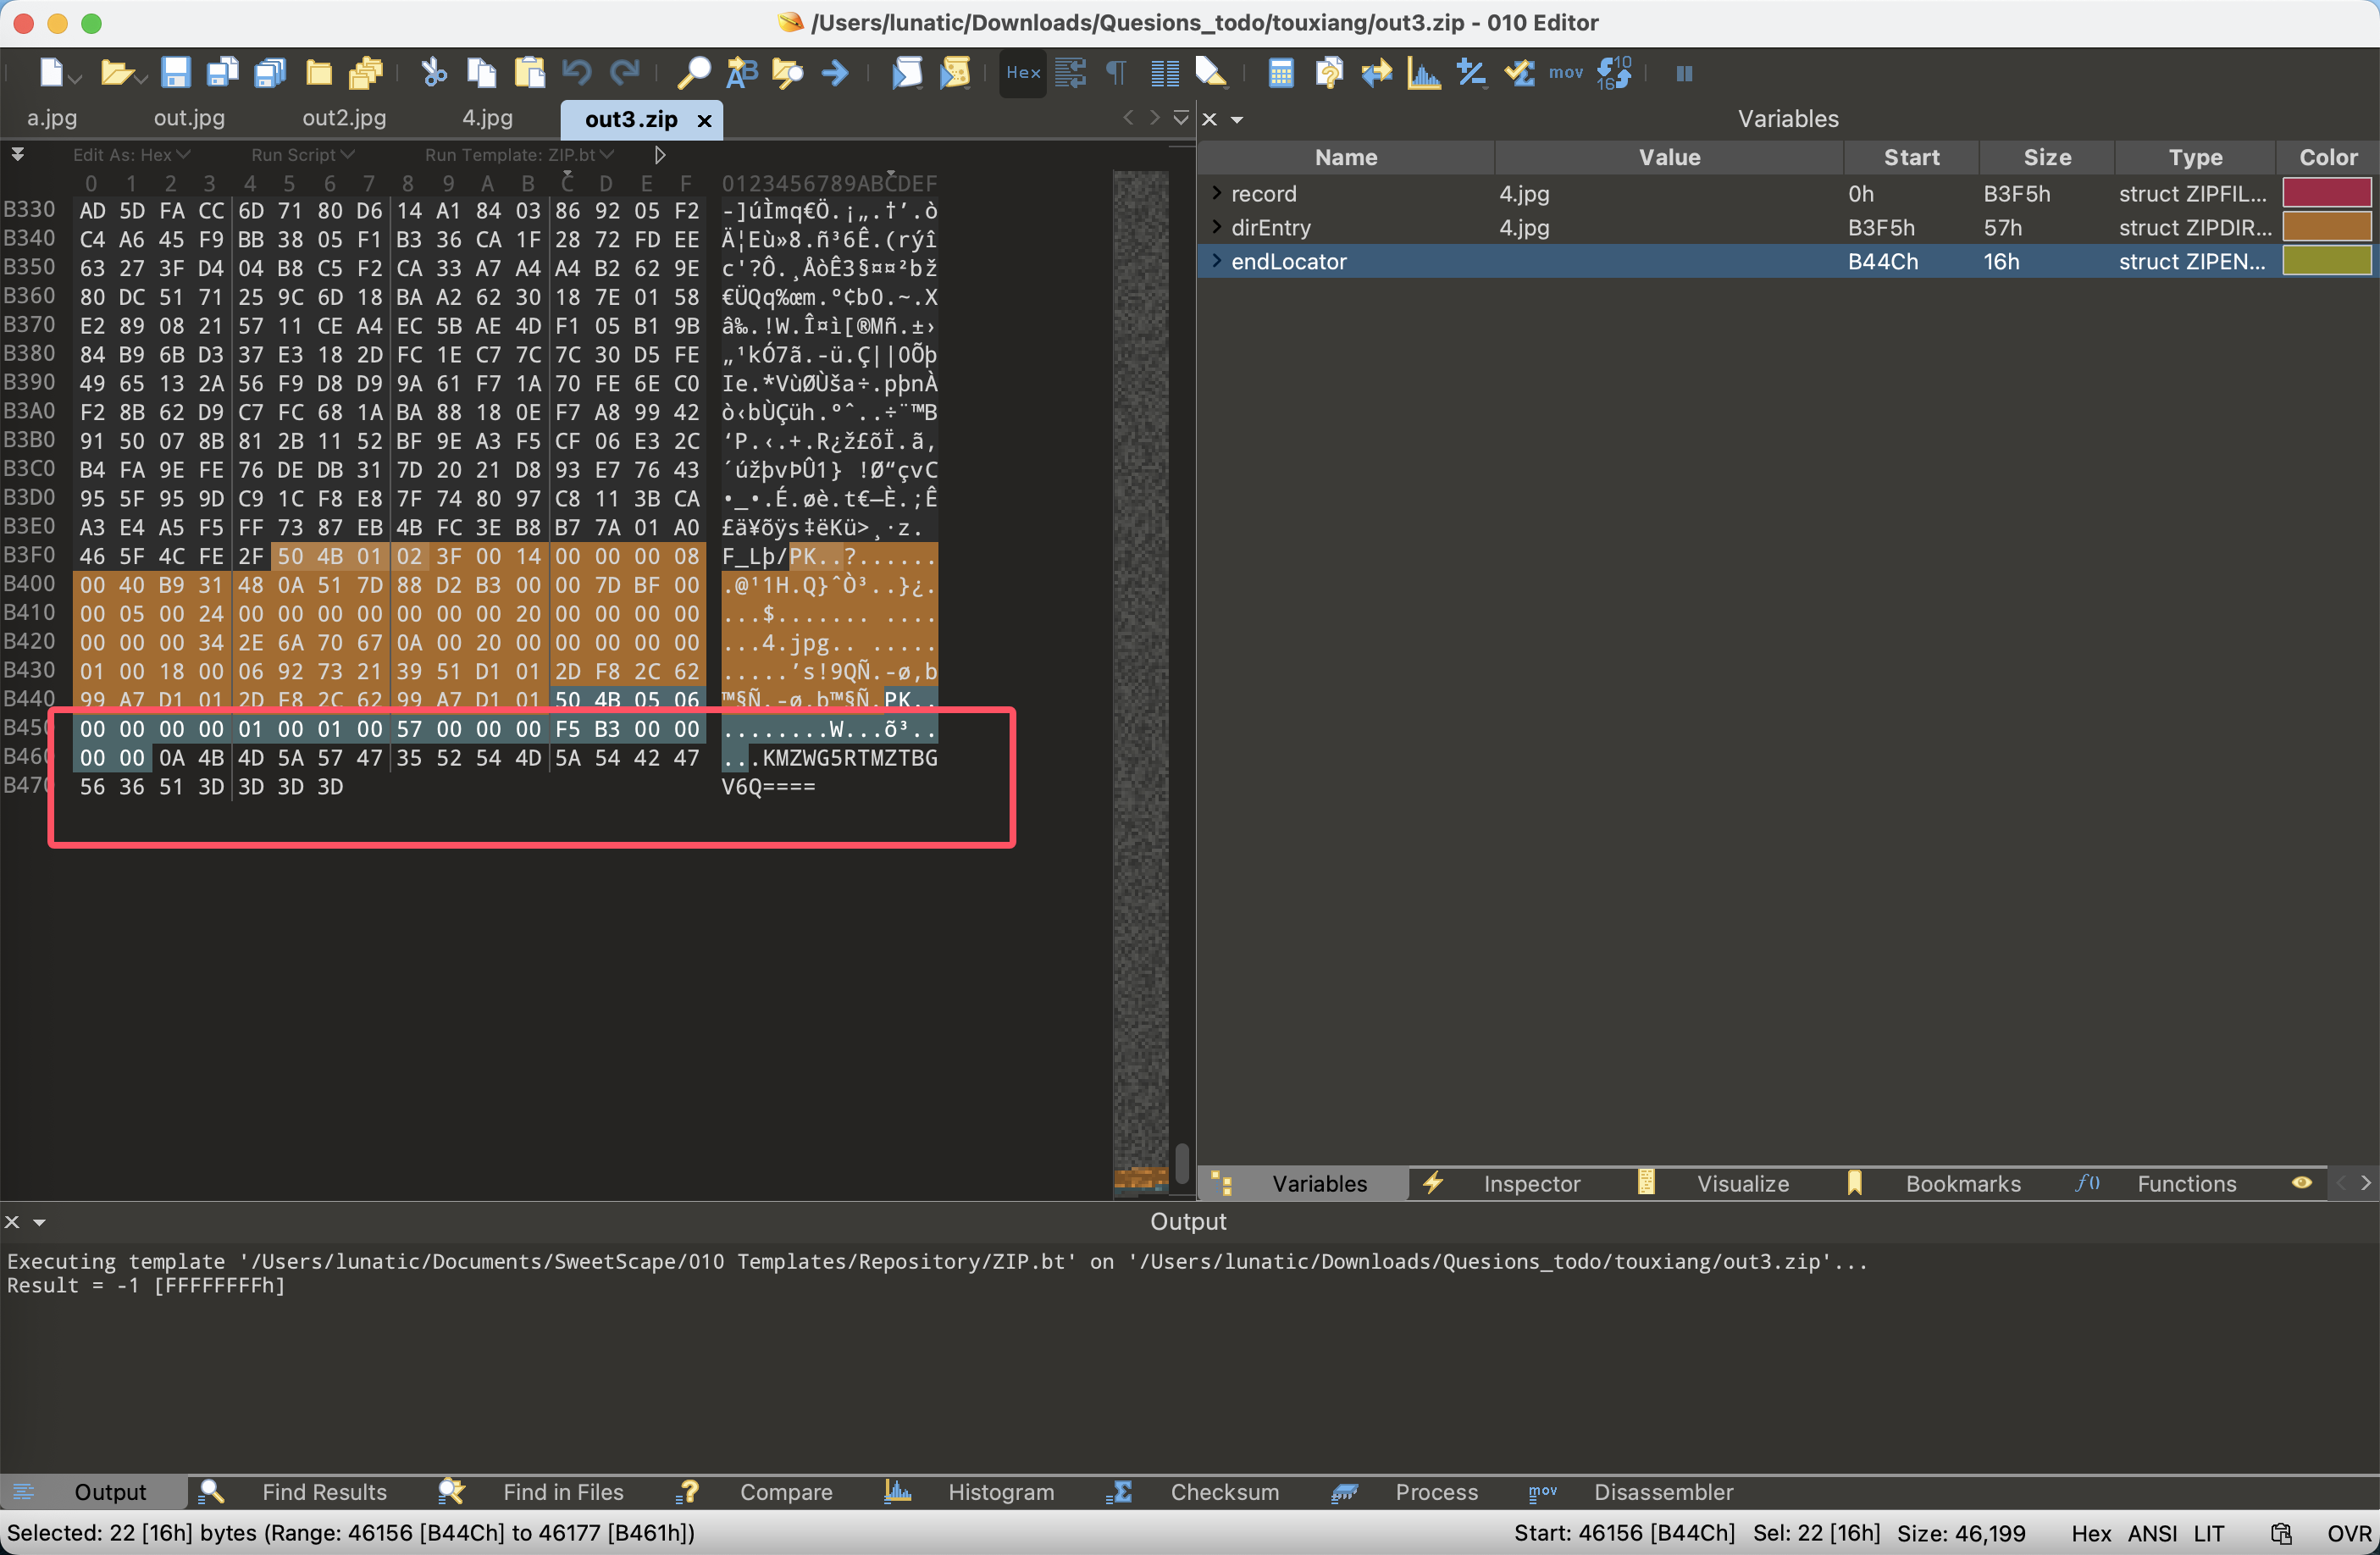 /Users/lunatic/Downloads/Quesions_todo/touxiang/out3.zip - 010 Editor
Hex
mov
10
16
a.jpg out.jpg out2.jpg 4.jpg out3.zip
Edit As: Hex Run Script Run Template: ZIP.bt
0 1 2 3 4 5 6 7 8 9 A B C D E F 0123456789ABCDEF
B330 AD 5D FA CC 6D 71 80 D6 14 A1 84 03 86 92 05 F2 -]úÌmq€Ö.¡„.†’.ò
B340 C4 A6 45 F9 BB 38 05 F1 B3 36 CA 1F 28 72 FD EE Ä¦Eù»8.ñ³6Ê.(rýî
B350 63 27 3F D4 04 B8 C5 F2 CA 33 A7 A4 A4 B2 62 9E c'?Ô.¸ÅòÊ3§¤¤²bž
B360 80 DC 51 71 25 9C 6D 18 BA A2 62 30 18 7E 01 58 €ÜQq%œm.º¢b0.~.X
B370 E2 89 08 21 57 11 CE A4 EC 5B AE 4D F1 05 B1 9B â‰.!W.Î¤ì[®Mñ.±›
B380 84 B9 6B D3 37 E3 18 2D FC 1E C7 7C 7C 30 D5 FE „¹kÓ7ã.-ü.Ç||0Õþ
B390 49 65 13 2A 56 F9 D8 D9 9A 61 F7 1A 70 FE 6E C0 Ie.*VùØÙša÷.pþnÀ
B3A0 F2 8B 62 D9 C7 FC 68 1A BA 88 18 0E F7 A8 99 42 ò‹bÙÇüh.ºˆ..÷¨™B
B3B0 91 50 07 8B 81 2B 11 52 BF 9E A3 F5 CF 06 E3 2C ‘P.‹.+.R¿ž£õÏ.ã,
B3C0 B4 FA 9E FE 76 DE DB 31 7D 20 21 D8 93 E7 76 43 ´úžþvÞÛ1} !Ø“çvC
B3D0 95 5F 95 9D C9 1C F8 E8 7F 74 80 97 C8 11 3B CA •_•.É.øè.t€—È.;Ê
B3E0 A3 E4 A5 F5 FF 73 87 EB 4B FC 3E B8 B7 7A 01 A0 £ä¥õÿs‡ëKü>¸·z.
B3F0 46 5F 4C FE 2F 50 4B 01 02 3F 00 14 00 00 00 08 F_Lþ/PK..?......
B400 00 40 B9 31 48 0A 51 7D 88 D2 B3 00 00 7D BF 00 .@¹1H.Q}ˆÒ³..}¿.
B410 00 05 00 24 00 00 00 00 00 00 00 20 00 00 00 00 ...$....... ....
B420 00 00 00 34 2E 6A 70 67 0A 00 20 00 00 00 00 00 ...4.jpg.. .....
B430 01 00 18 00 06 92 73 21 39 51 D1 01 2D F8 2C 62 .....’s!9QÑ.-ø,b
B440 99 A7 D1 01 2D F8 2C 62 99 A7 D1 01 50 4B 05 06 ™§Ñ.-ø,b™§Ñ.PK..
B450 00 00 00 00 01 00 01 00 57 00 00 00 F5 B3 00 00 ........W...õ³..
B460 00 00 0A 4B 4D 5A 57 47 35 52 54 4D 5A 54 42 47 ...KMZWG5RTMZTBG
B470 56 36 51 3D 3D 3D 3D V6Q====
Variables
Name Value Start Size Type Color
record 4.jpg 0h B3F5h struct ZIPFIL...
dirEntry 4.jpg B3F5h 57h struct ZIPDIR...
endLocator B44Ch 16h struct ZIPEN...
Variables Inspector Visualize Bookmarks f() Functions
Output
Executing template '/Users/lunatic/Documents/SweetScape/010 Templates/Repository/ZIP.bt' on '/Users/lunatic/Downloads/Quesions_todo/touxiang/out3.zip'...
Result = -1 [FFFFFFFFh]
Output Find Results Find in Files Compare Histogram Checksum Process mov Disassembler
Selected: 22 [16h] bytes (Range: 46156 [B44Ch] to 46177 [B461h]) Start: 46156 [B44Ch] Sel: 22 [16h] Size: 46,199 Hex ANSI LIT OVR